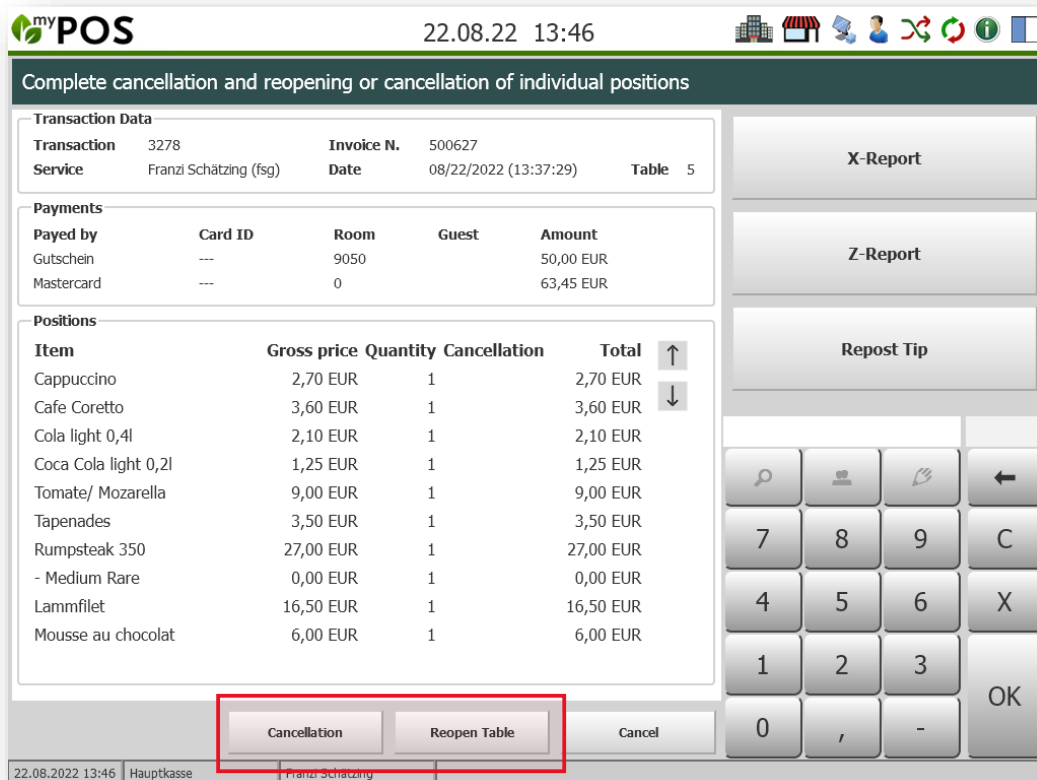 myPOS 22.08.22 13:46
Complete cancellation and reopening or cancellation of individual positions
Transaction Data
Transaction 3278 Invoice N. 500627
Service Franzi Schätzing (fsg) Date 08/22/2022 (13:37:29) Table 5
Payments
Payed by Card ID Room Guest Amount
Gutschein --- 9050 50,00 EUR
Mastercard --- 0 63,45 EUR
Positions
Item Gross price Quantity Cancellation Total ↑
Cappuccino 2,70 EUR 1 2,70 EUR
↓
Cafe Coretto 3,60 EUR 1 3,60 EUR
Cola light 0,4l 2,10 EUR 1 2,10 EUR
Coca Cola light 0,2l 1,25 EUR 1 1,25 EUR
Tomate/ Mozarella 9,00 EUR 1 9,00 EUR
Tapenades 3,50 EUR 1 3,50 EUR
Rumpsteak 350 27,00 EUR 1 27,00 EUR
- Medium Rare 0,00 EUR 1 0,00 EUR
Lammfilet 16,50 EUR 1 16,50 EUR
Mousse au chocolat 6,00 EUR 1 6,00 EUR
Cancellation Reopen Table Cancel
X-Report
Z-Report
Repost Tip
7 8 9 C
4 5 6 X
1 2 3
OK
0 , -
22.08.2022 13:46 Hauptkasse Franzi Schätzing